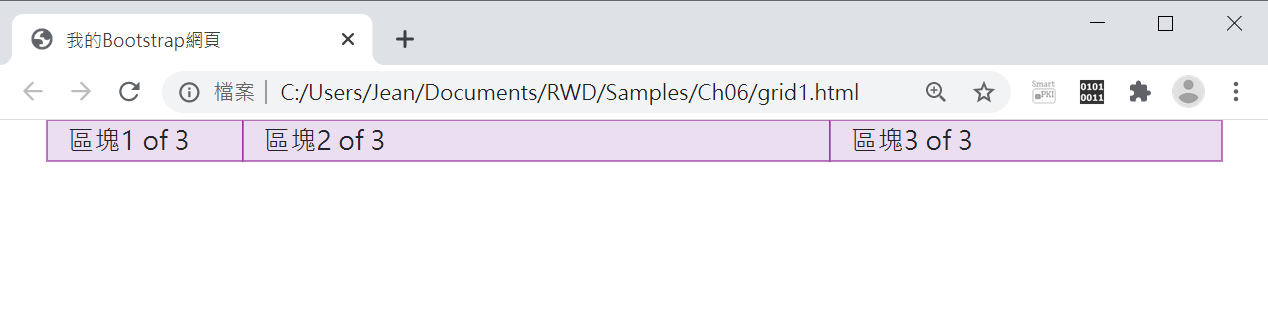 我的Bootstrap網頁
檔案 | C:/Users/Jean/Documents/RWD/Samples/Ch06/grid1.html
Smart
PKI
0101
0011
區塊1 of 3 區塊2 of 3 區塊3 of 3